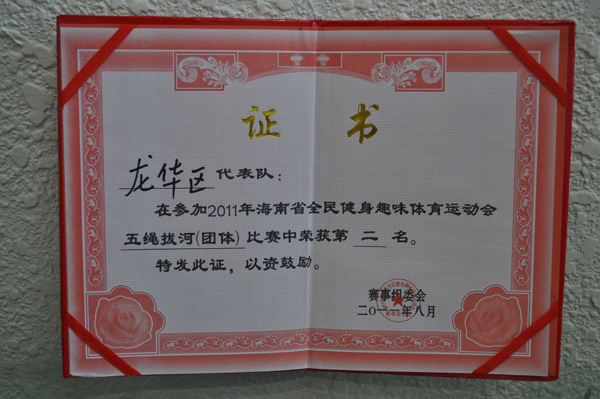 证 书
龙华区代表队：
在参加2011年海南省全民健身趣味体育运动会
五绳拔河(团体)比赛中荣获第 二 名。
特发此证，以资鼓励。
赛事组委会
二〇一一年八月